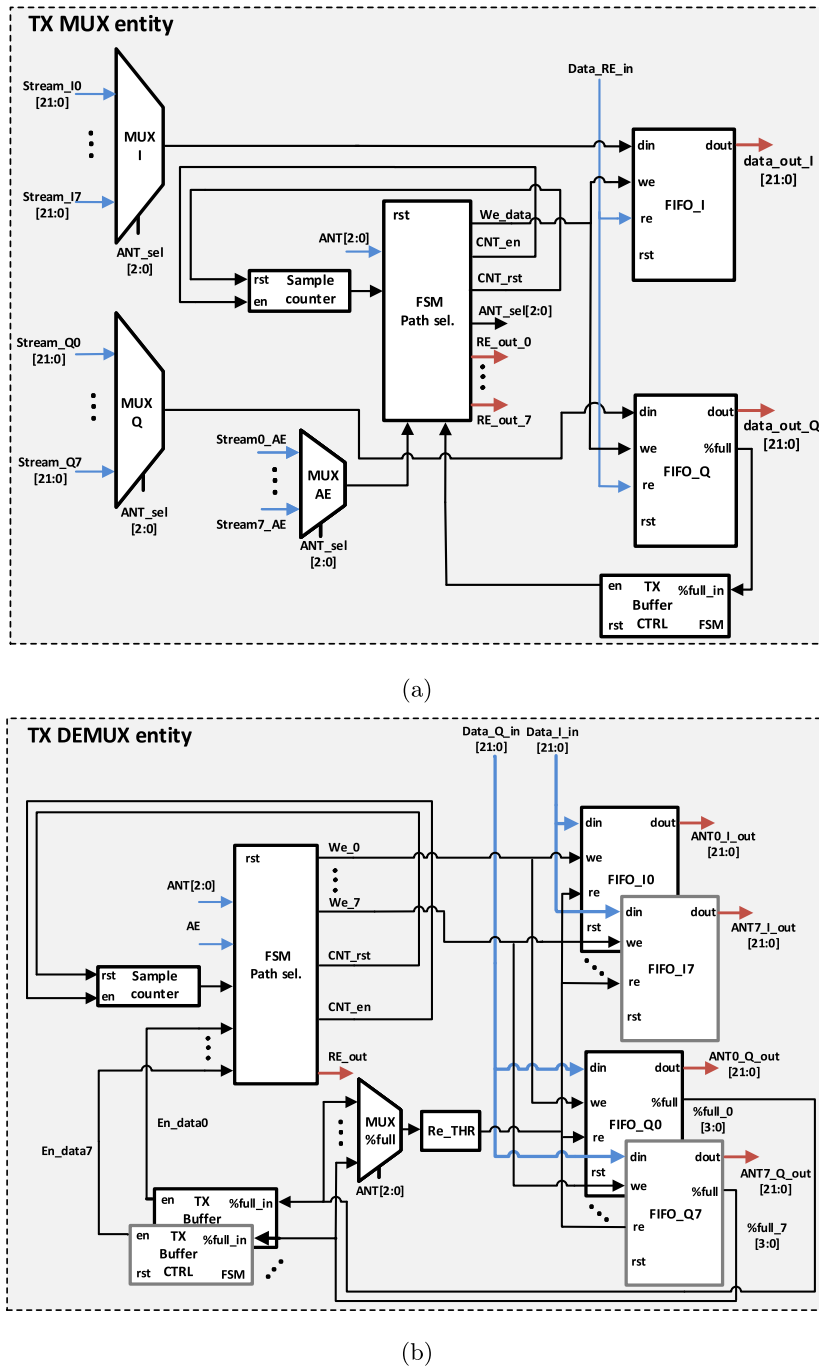 TX MUX entity
Stream_I0
[21:0]
Stream_I7
[21:0]
MUX
I
ANT_sel
[2:0]
Data_RE_in
din
dout
we
re
rst
FIFO_I
data_out_I
[21:0]
rst
We_data
ANT[2:0]
CNT_en
CNT_rst
FSM
Path sel.
ANT_sel[2:0]
RE_out_0
RE_out_7
rst
en
Sample
counter
Stream_Q0
[21:0]
Stream_Q7
[21:0]
MUX
Q
ANT_sel
[2:0]
Stream0_AE
Stream7_AE
MUX
AE
ANT_sel
[2:0]
din
dout
we
%full
re
rst
FIFO_Q
data_out_Q
[21:0]
en
TX
%full_in
Buffer
rst
CTRL
FSM
(a)
TX DEMUX entity
Data_Q_in
[21:0]
Data_I_in
[21:0]
rst
We_0
We_7
ANT[2:0]
AE
FSM
Path sel.
CNT_rst
CNT_en
RE_out
rst
en
Sample
counter
din
dout
we
re
rst
FIFO_I0
ANT0_I_out
[21:0]
din
dout
we
re
rst
FIFO_I7
ANT7_I_out
[21:0]
En_data0
En_data7
MUX
%full
ANT[2:0]
Re_THR
din
dout
we
%full
re
rst
FIFO_Q0
ANT0_Q_out
[21:0]
%full_0
[3:0]
din
dout
we
%full
re
rst
FIFO_Q7
ANT7_Q_out
[21:0]
%full_7
[3:0]
en
TX
%full_in
Buffer
en
TX
%full_in
Buffer
rst
CTRL
FSM
(b)